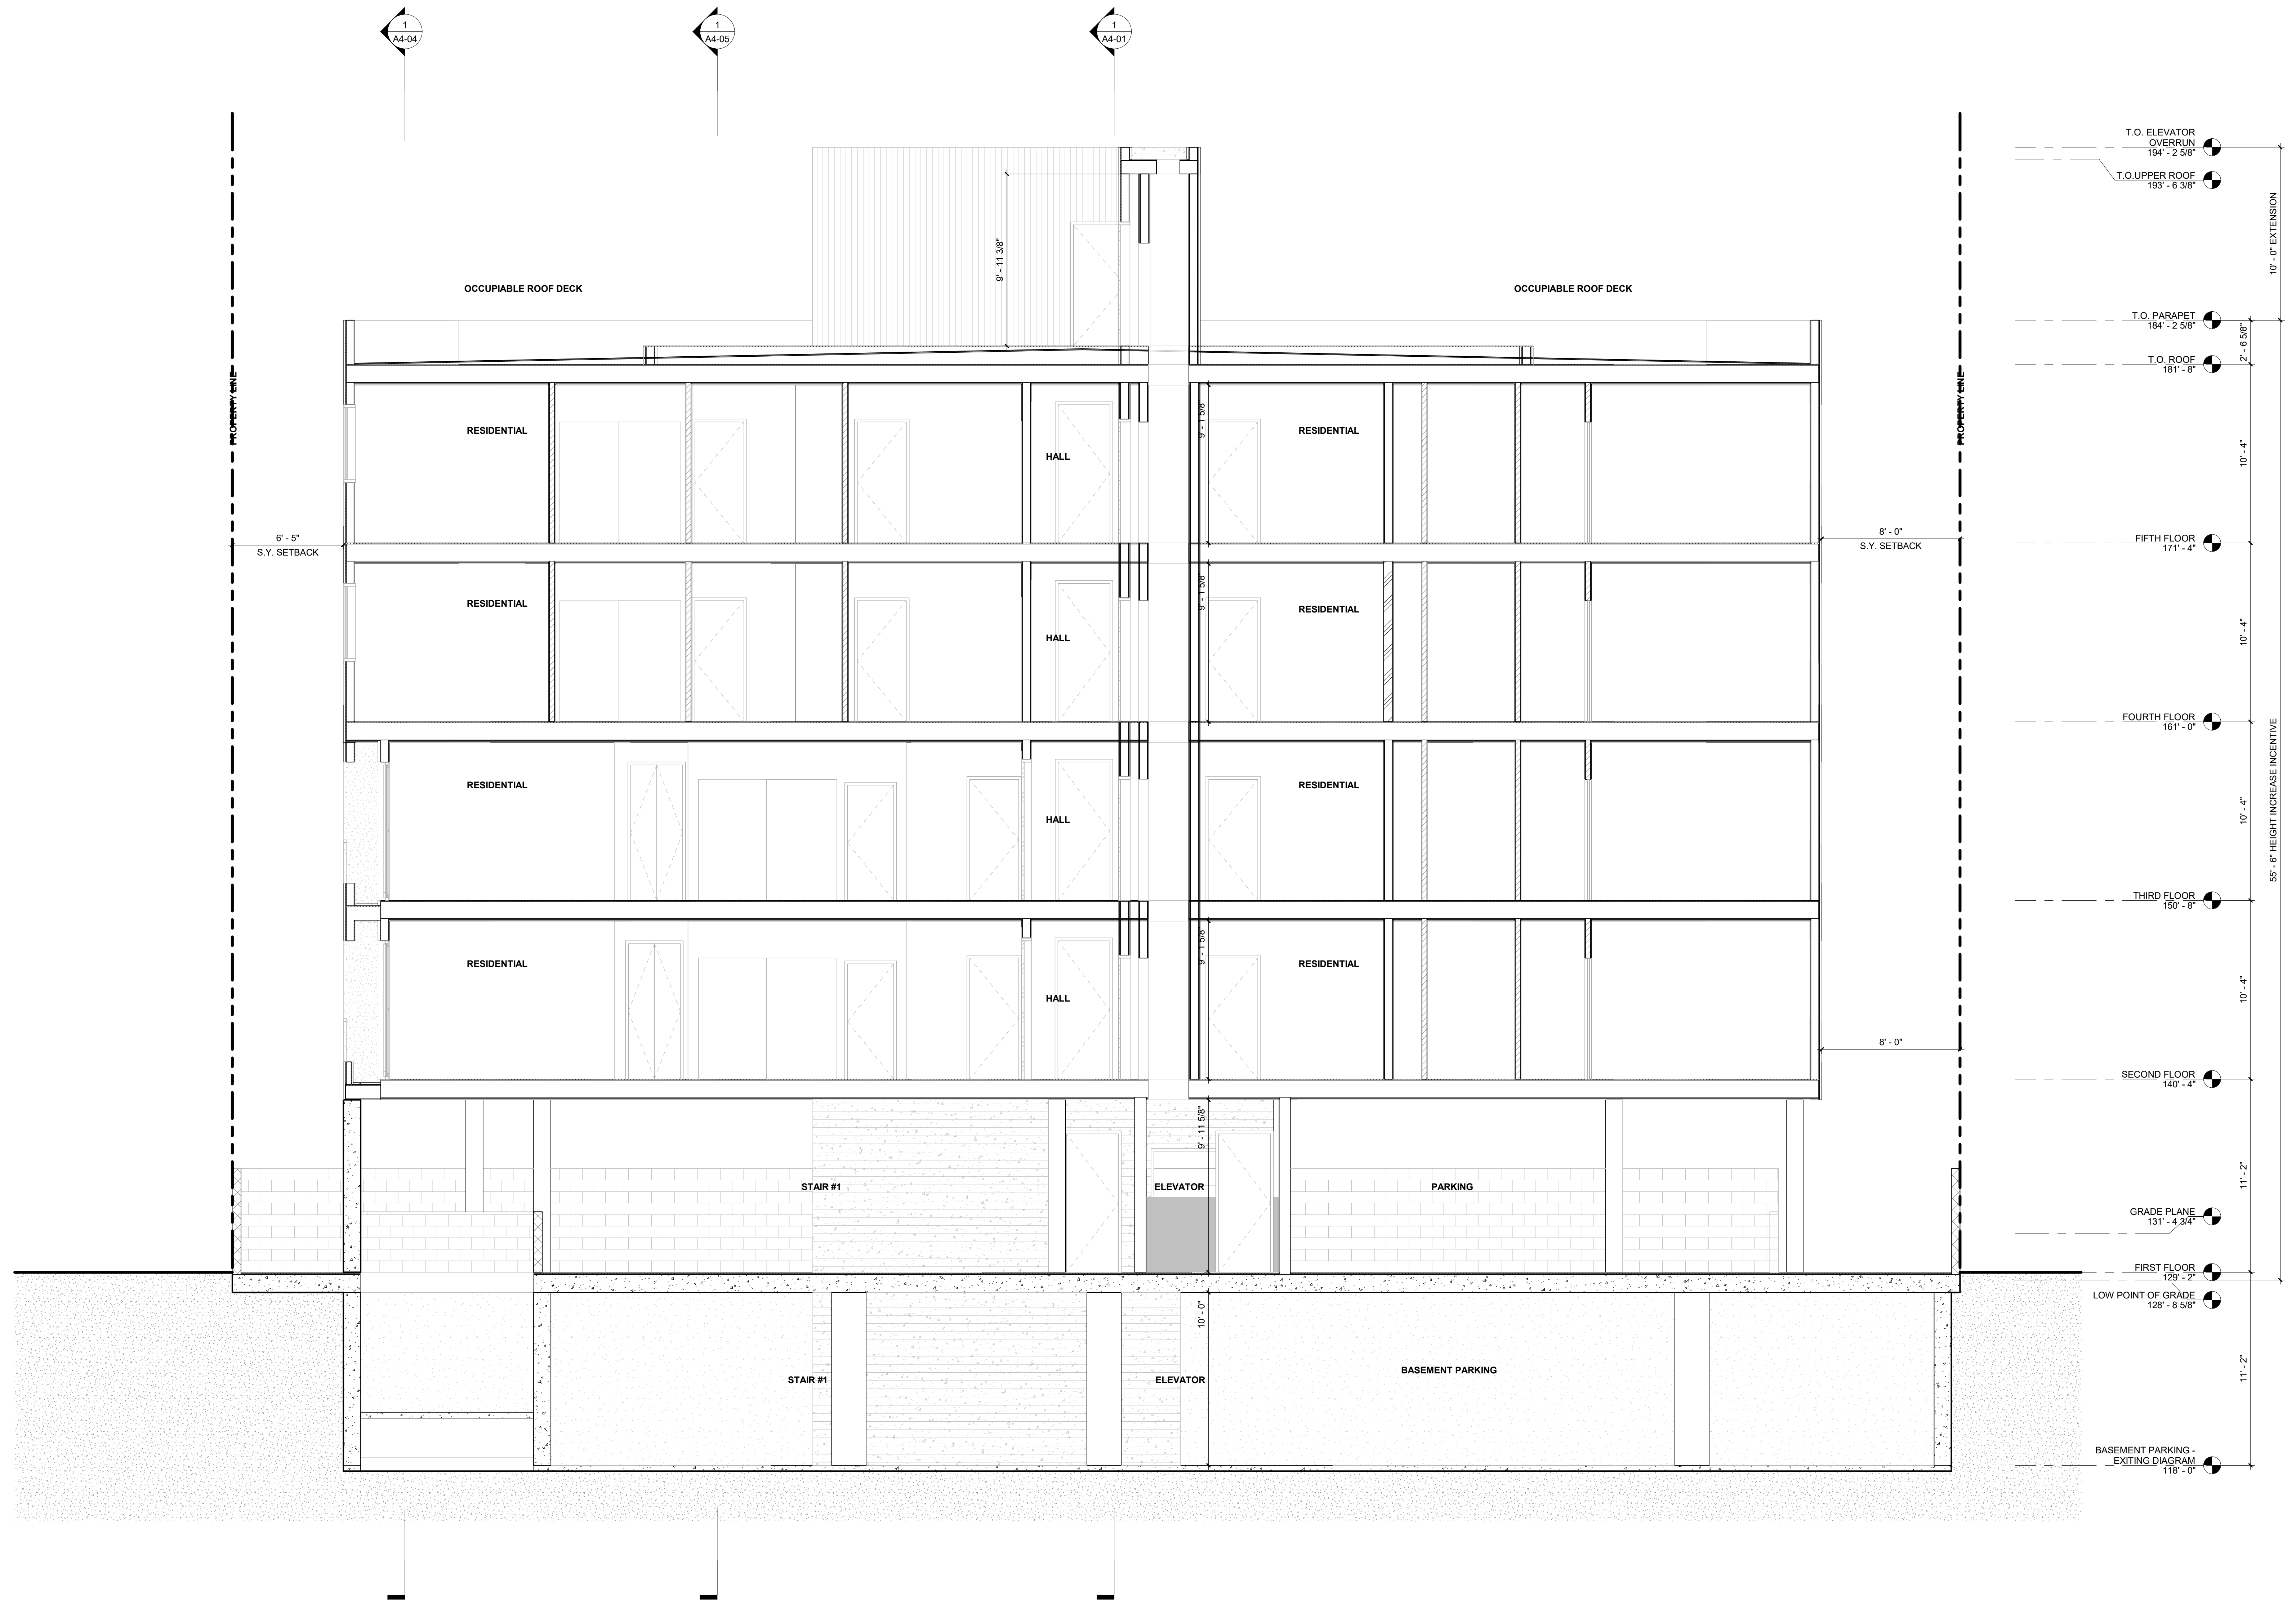 1
A4-04
1
A4-05
1
A4-01
T.O. ELEVATOR
OVERRUN
194' - 2 5/8"
T.O.UPPER ROOF
193' - 6 3/8"
10' - 0" EXTENSION
9' - 11 3/8"
OCCUPIABLE ROOF DECK
OCCUPIABLE ROOF DECK
T.O. PARAPET
184' - 2 5/8"
2' - 6 5/8"
T.O. ROOF
181' - 8"
PROPERTY LINE
PROPERTY LINE
RESIDENTIAL
HALL
9' - 1 5/8"
RESIDENTIAL
10' - 4"
6' - 5"
S.Y. SETBACK
8' - 0"
S.Y. SETBACK
FIFTH FLOOR
171' - 4"
RESIDENTIAL
HALL
9' - 1 5/8"
RESIDENTIAL
10' - 4"
FOURTH FLOOR
161' - 0"
RESIDENTIAL
HALL
RESIDENTIAL
10' - 4"
55' - 6" HEIGHT INCREASE INCENTIVE
THIRD FLOOR
150' - 8"
RESIDENTIAL
HALL
9' - 1 5/8"
RESIDENTIAL
10' - 4"
8' - 0"
SECOND FLOOR
140' - 4"
9' - 11 5/8"
STAIR #1
ELEVATOR
PARKING
11' - 2"
GRADE PLANE
131' - 4 3/4"
FIRST FLOOR
129' - 2"
LOW POINT OF GRADE
128' - 8 5/8"
10' - 0"
STAIR #1
ELEVATOR
BASEMENT PARKING
11' - 2"
BASEMENT PARKING -
EXITING DIAGRAM
118' - 0"